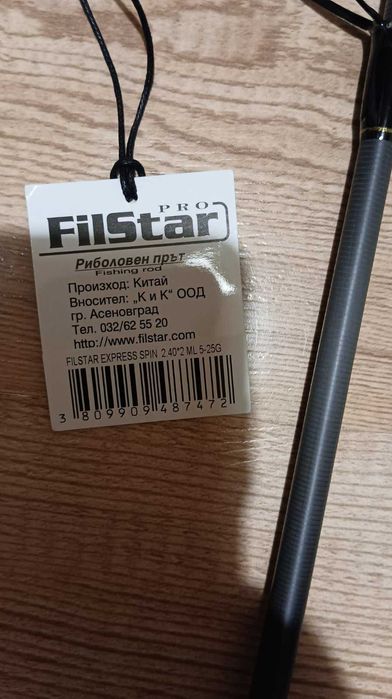 PRO
FilStar
Риболовен прът
Fishing rod
Произход: Китай
Вносител: „К и К“ ООД
гр. Асеновград
Тел. 032/62 55 20
http://www.filstar.com
FILSTAR EXPRESS SPIN 2.40*2 ML 5-25G
3 809909 487472